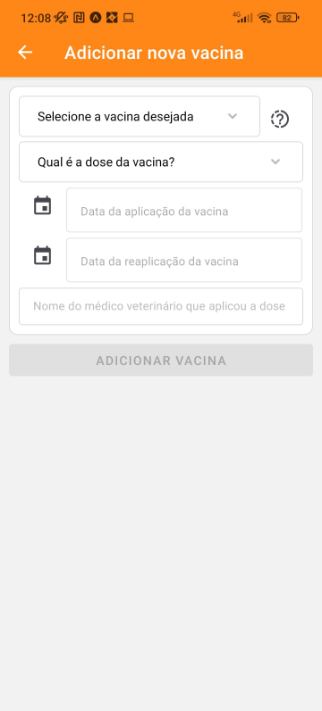 12:08 4G 82
Adicionar nova vacina
Selecione a vacina desejada
Qual é a dose da vacina?
Data da aplicação da vacina
Data da reaplicação da vacina
Nome do médico veterinário que aplicou a dose
ADICIONAR VACINA